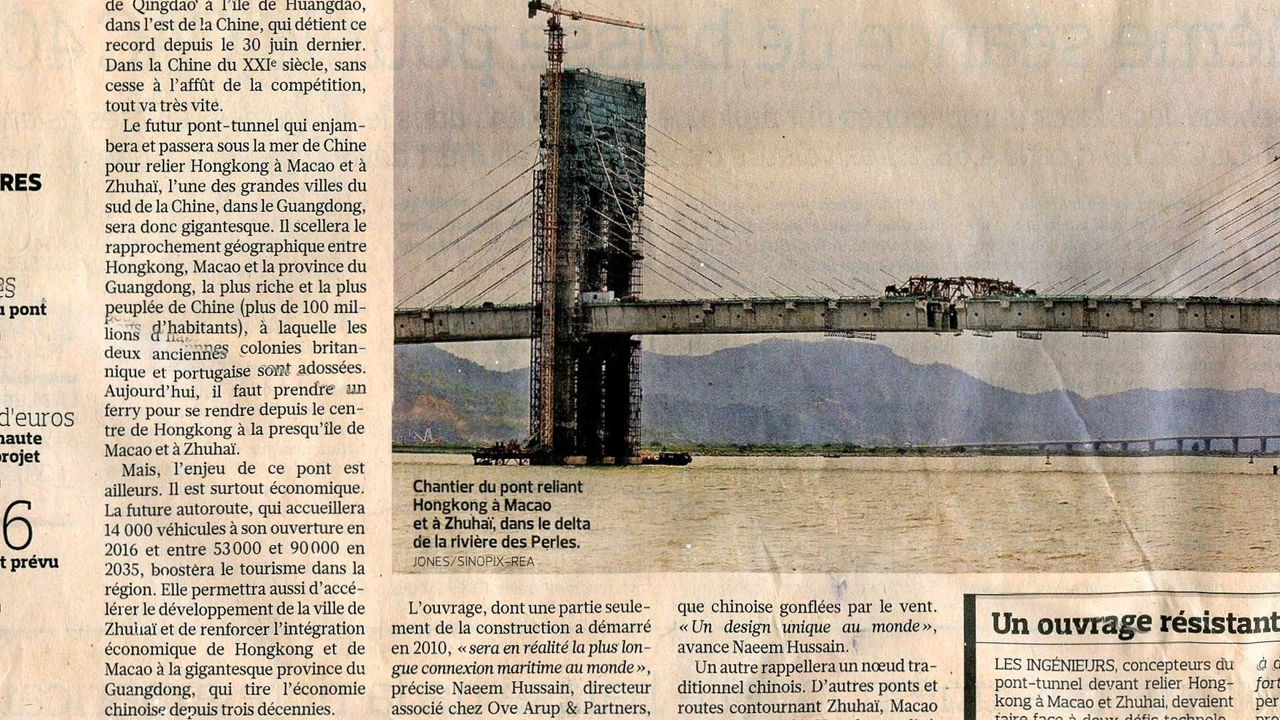 RES
es
u pont
d'euros
haute
projet
6
t prévu
de Qingdao à l'île de Huangdao,
dans l'est de la Chine, qui détient ce
record depuis le 30 juin dernier.
Dans la Chine du XXIe siècle, sans
cesse à l'affût de la compétition,
tout va très vite.
Le futur pont-tunnel qui enjam-
bera et passera sous la mer de Chine
pour relier Hongkong à Macao et à
Zhuhaï, l'une des grandes villes du
sud de la Chine, dans le Guangdong,
sera donc gigantesque. Il scellera le
rapprochement géographique entre
Hongkong, Macao et la province du
Guangdong, la plus riche et la plus
peuplée de Chine (plus de 100 mil-
lions d'habitants), à laquelle les
deux anciennes colonies britan-
nique et portugaise sont adossées.
Aujourd'hui, il faut prendre un
ferry pour se rendre depuis le cen-
tre de Hongkong à la presqu'île de
Macao et à Zhuhaï.
Mais, l'enjeu de ce pont est
ailleurs. Il est surtout économique.
La future autoroute, qui accueillera
14 000 véhicules à son ouverture en
2016 et entre 53 000 et 90 000 en
2035, boostera le tourisme dans la
région. Elle permettra aussi d'accé-
lérer le développement de la ville de
Zhuhaï et de renforcer l'intégration
économique de Hongkong et de
Macao à la gigantesque province du
Guangdong, qui tire l'économie
chinoise depuis trois décennies.
Chantier du pont reliant
Hongkong à Macao
et à Zhuhaï, dans le delta
de la rivière des Perles.
JONES/SINOPIX-REA
L'ouvrage, dont une partie seule-
ment de la construction a démarré
en 2010, « sera en réalité la plus lon-
gue connexion maritime au monde »,
précise Naeem Hussain, directeur
associé chez Ove Arup & Partners,
que chinoise gonflées par le vent.
« Un design unique au monde »,
avance Naeem Hussain.
Un autre rappellera un nœud tra-
ditionnel chinois. D'autres ponts et
routes contournant Zhuhaï, Macao
Un ouvrage résistant
LES INGÉNIEURS, concepteurs du
pont-tunnel devant relier Hong-
kong à Macao et Zhuhai, devaient
faire face à deux défis technolo-